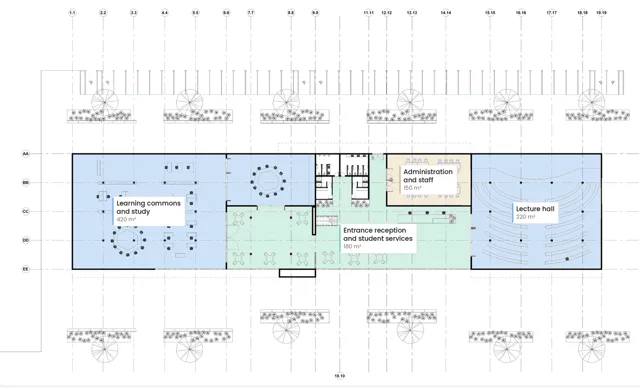 1.1 2.2 3.3 4.4 5.5 6.6 7.7 8.8 9.9 11.11 12.12 13.13 14.14 15.15 16.16 17.17 18.18 19.19
AA
BB
Administration
and staff
150 m²
Learning commons
and study
420 m²
Lecture hall
220 m²
CC
Entrance reception
and student services
180 m²
DD
EE
10.10